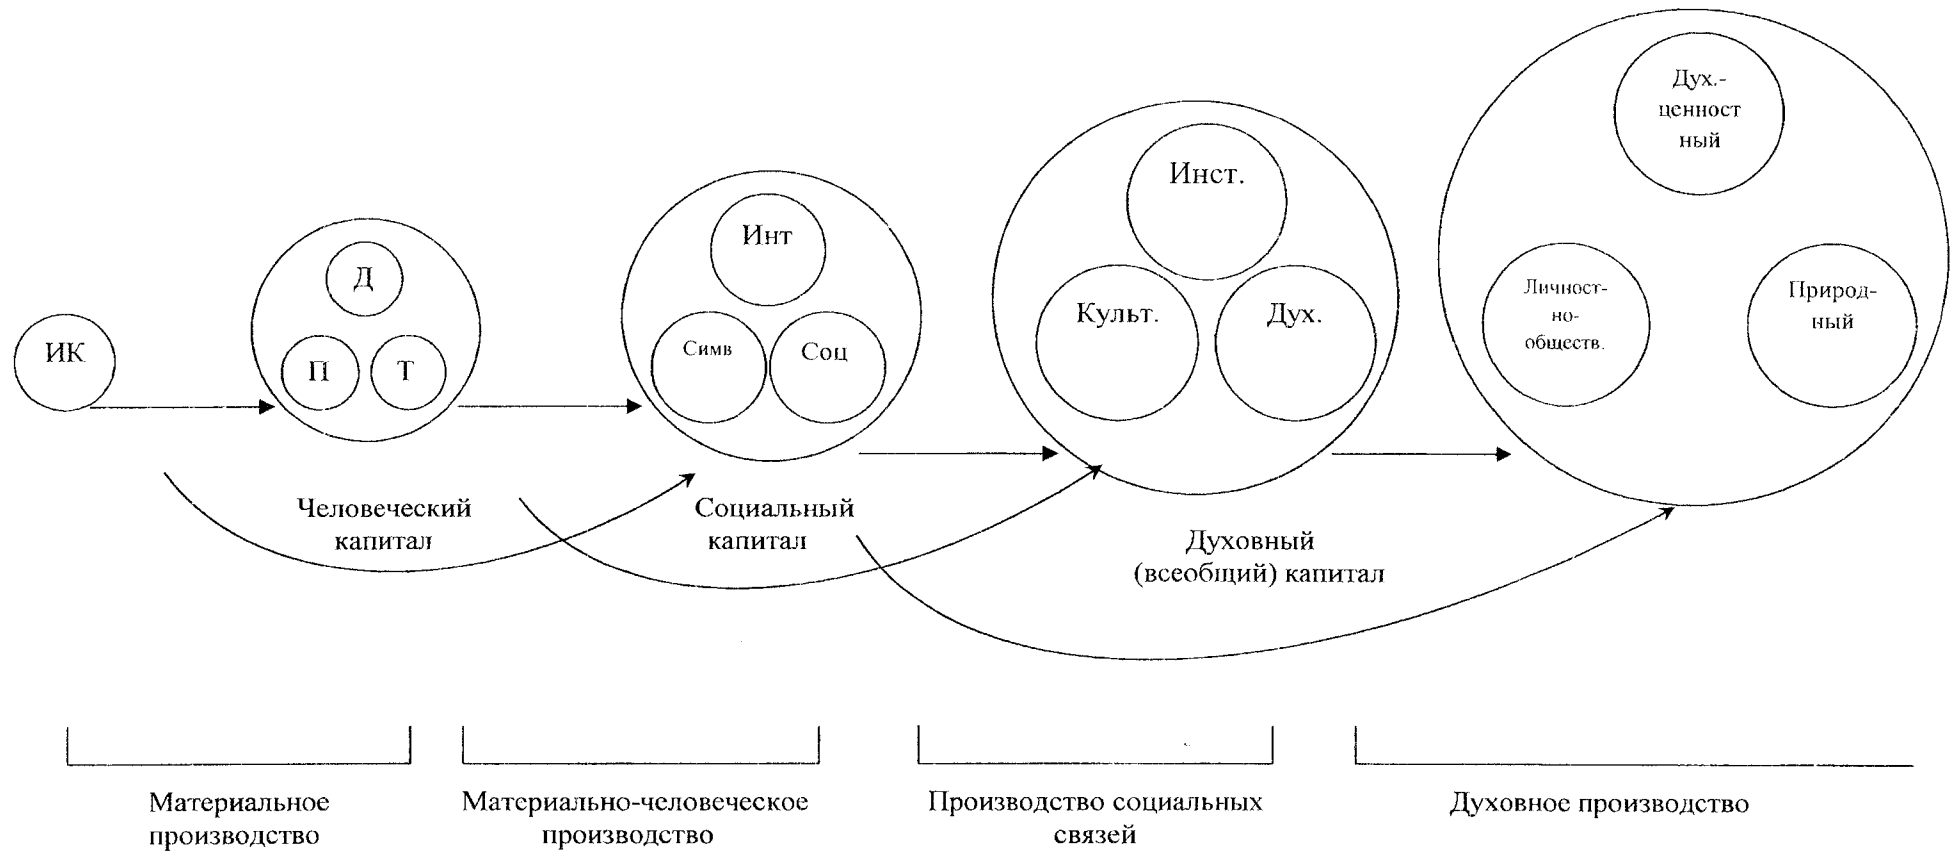 ИК
Д
П
Т
Инт
Симв
Соц
Инст.
Культ.
Дух.
Дух.-
ценност
ный
Личност-
но-
обществ.
Природ-
ный
Человеческий
капитал
Социальный
капитал
Духовный
(всеобщий) капитал
Материальное
производство
Материально-человеческое
производство
Производство социальных
связей
Духовное производство